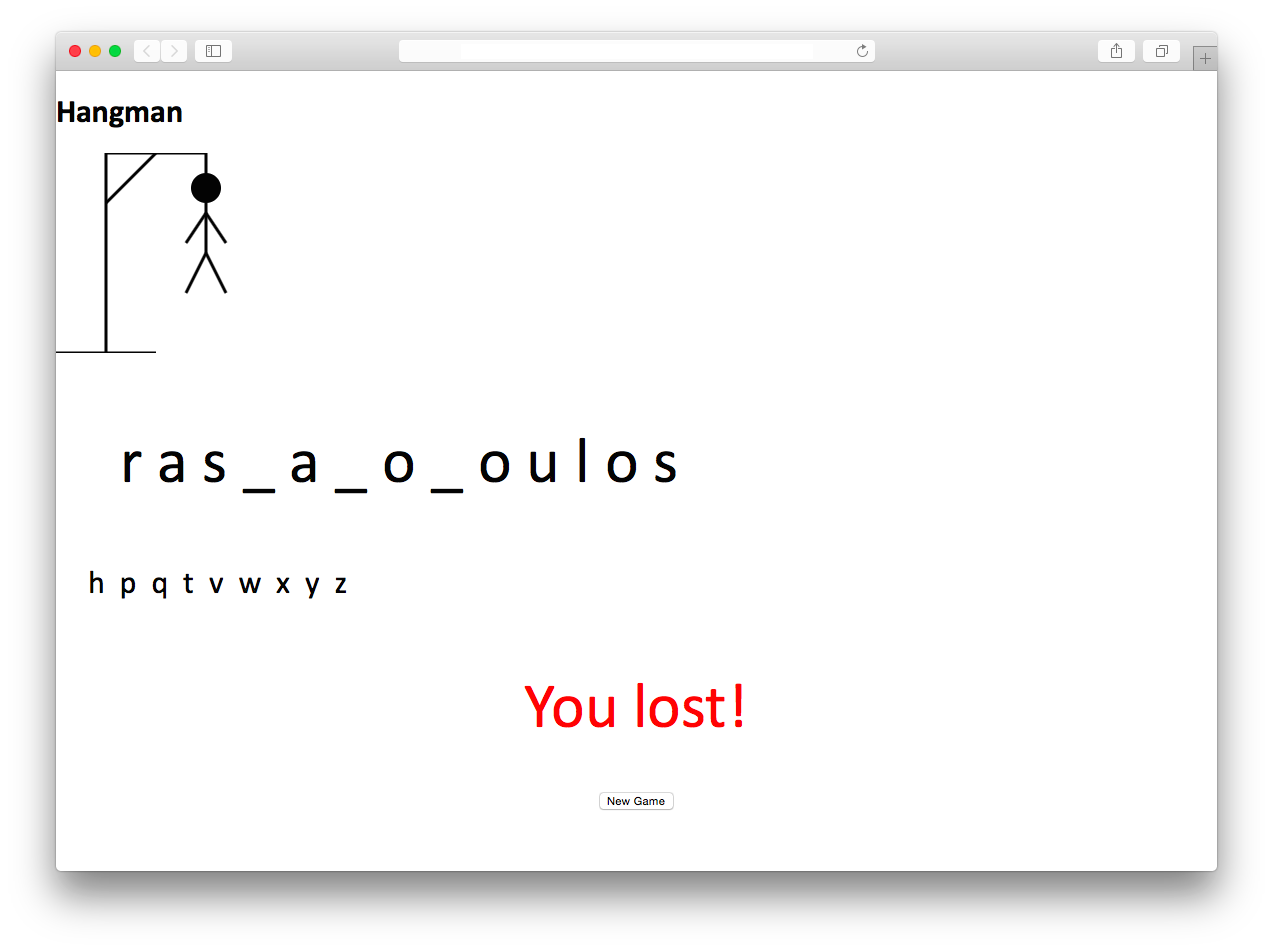 Hangman
r a s _ a _ o _ o u l o s
h p q t v w x y z
You lost!
New Game